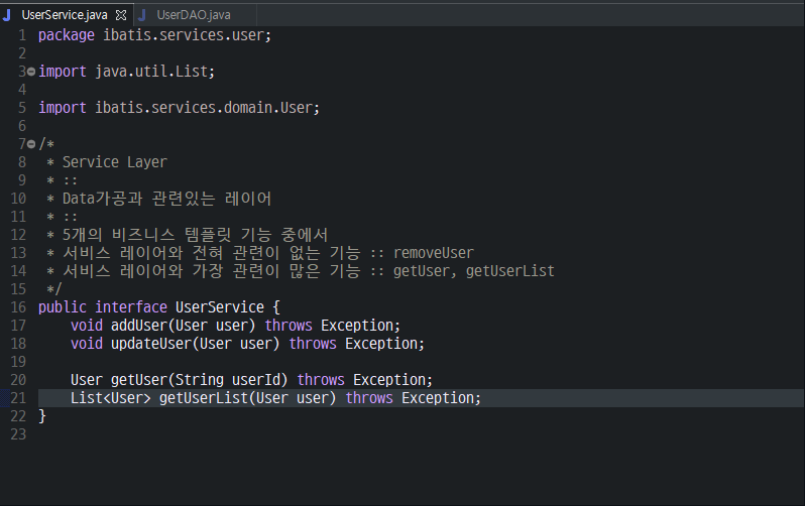 UserService.java UserDAO.java
1 package ibatis.services.user;
2
3 import java.util.List;
4
5 import ibatis.services.domain.User;
6
7 /*
8 * Service Layer
9 * ::
10 * Data가공과 관련있는 레이어
11 * ::
12 * 5개의 비즈니스 템플릿 기능 중에서
13 * 서비스 레이어와 전혀 관련이 없는 기능 :: removeUser
14 * 서비스 레이어와 가장 관련이 많은 기능 :: getUser, getUserList
15 */
16 public interface UserService {
17 void addUser(User user) throws Exception;
18 void updateUser(User user) throws Exception;
19
20 User getUser(String userId) throws Exception;
21 List<User> getUserList(User user) throws Exception;
22 }
23